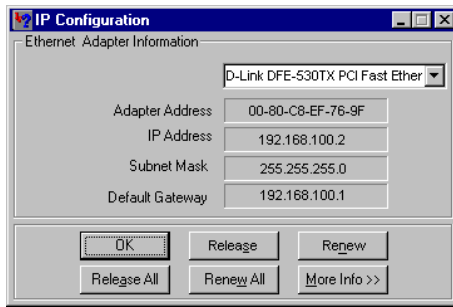 IP Configuration
Ethernet Adapter Information
D-Link DFE-530TX PCI Fast Ether
Adapter Address 00-80-C8-EF-76-9F
IP Address 192.168.100.2
Subnet Mask 255.255.255.0
Default Gateway 192.168.100.1
OK Release Renew
Release All Renew All More Info >>